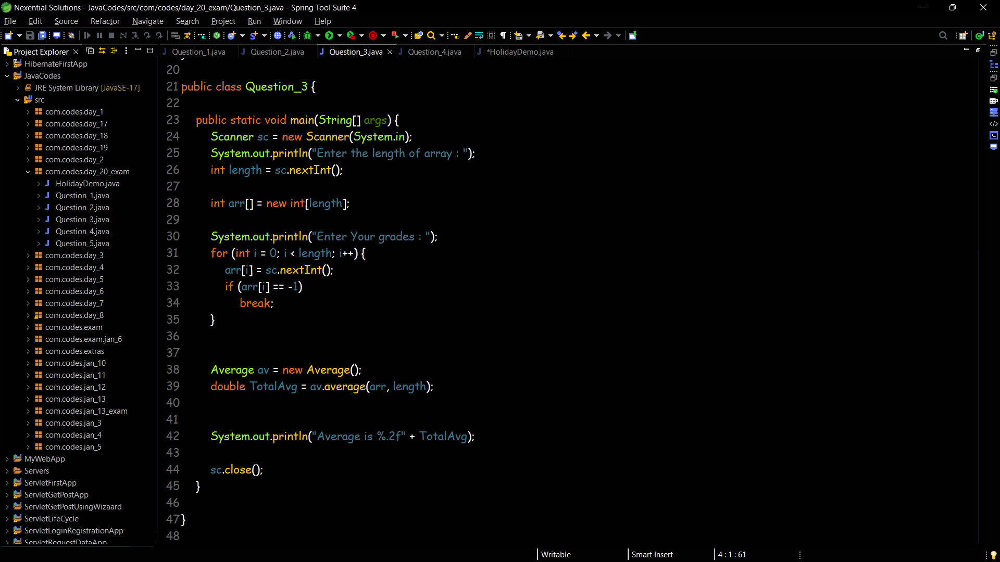 Nexential Solutions - JavaCodes/src/com/codes/day_20_exam/Question_3.java - Spring Tool Suite 4
File Edit Source Refactor Navigate Search Project Run Window Help
Project Explorer
HibernateFirstApp
JavaCodes
JRE System Library [JavaSE-17]
src
com.codes.day_1
com.codes.day_17
com.codes.day_18
com.codes.day_19
com.codes.day_2
com.codes.day_20_exam
HolidayDemo.java
Question_1.java
Question_2.java
Question_3.java
Question_4.java
Question_5.java
com.codes.day_3
com.codes.day_4
com.codes.day_5
com.codes.day_6
com.codes.day_7
com.codes.day_8
com.codes.exam
com.codes.exam.jan_6
com.codes.extras
com.codes.jan_10
com.codes.jan_11
com.codes.jan_12
com.codes.jan_13
com.codes.jan_13_exam
com.codes.jan_3
com.codes.jan_4
com.codes.jan_5
MyWebApp
Servers
ServletFirstApp
ServletGetPostApp
ServletGetPostUsingWizaard
ServletLifeCycle
ServletLoginRegistrationApp
ServletRequestDataApp
Question_1.java Question_2.java Question_3.java Question_4.java *HolidayDemo.java
20
21 public class Question_3 {
22
23 public static void main(String[] args) {
24 Scanner sc = new Scanner(System.in);
25 System.out.println("Enter the length of array : ");
26 int length = sc.nextInt();
27
28 int arr[] = new int[length];
29
30 System.out.println("Enter Your grades : ");
31 for (int i = 0; i < length; i++) {
32 arr[i] = sc.nextInt();
33 if (arr[i] == -1)
34 break;
35 }
36
37
38 Average av = new Average();
39 double TotalAvg = av.average(arr, length);
40
41
42 System.out.println("Average is %.2f" + TotalAvg);
43
44 sc.close();
45 }
46
47 }
48
Writable Smart Insert 4 : 1 : 61